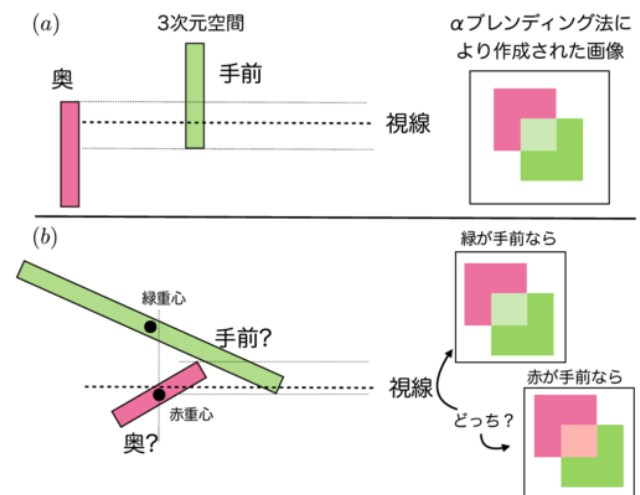 (a)
3次元空間
αブレンディング法に
より作成された画像
奥
手前
視線
(b)
緑重心
手前?
赤重心
奥?
視線
緑が手前なら
どっち？
赤が手前なら